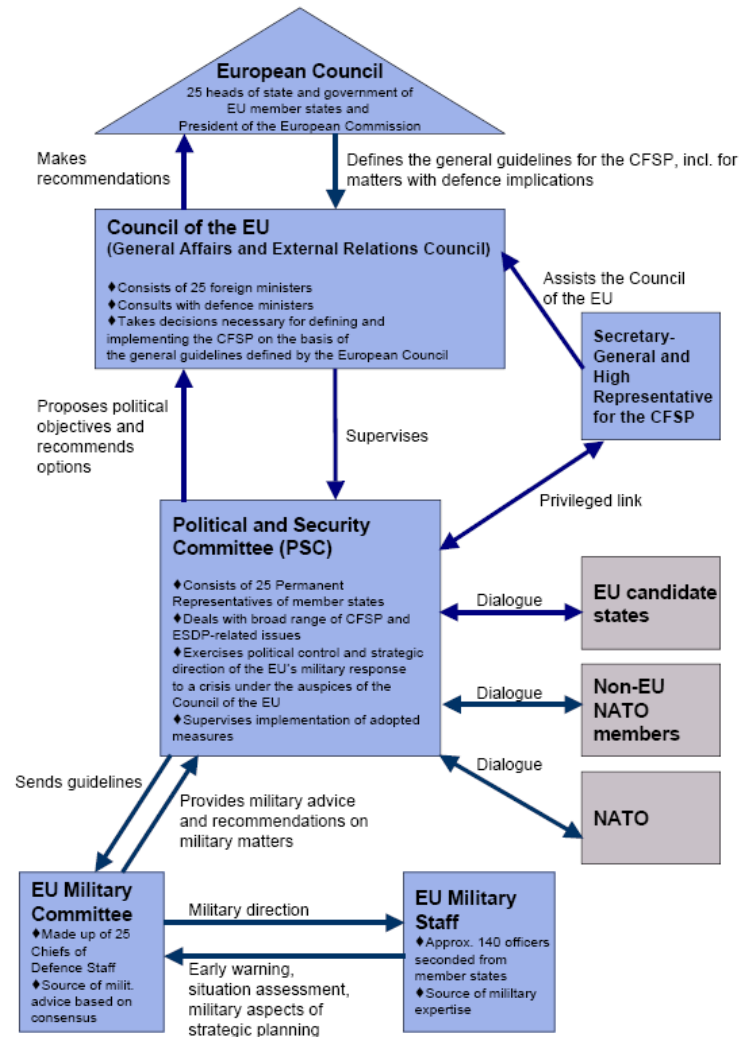 European Council
25 heads of state and government of
EU member states and
President of the European Commission
Makes
recommendations
Defines the general guidelines for the CFSP, incl. for
matters with defence implications
Council of the EU
(General Affairs and External Relations Council)
♦Consists of 25 foreign ministers
♦Consults with defence ministers
♦Takes decisions necessary for defining and
implementing the CFSP on the basis of
the general guidelines defined by the European Council
Assists the Council
of the EU
Secretary-
General and
High
Representative
for the CFSP
Proposes political
objectives and
recommends
options
Supervises
Privileged link
Political and Security
Committee (PSC)
♦Consists of 25 Permanent
Representatives of member states
♦Deals with broad range of CFSP and
ESDP-related issues
♦Exercises political control and strategic
direction of the EU's military response
to a crisis under the auspices of the
Council of the EU
♦Supervises implementation of adopted
measures
Dialogue
EU candidate
states
Dialogue
Non-EU
NATO
members
Dialogue
NATO
Sends guidelines
Provides military advice
and recommendations on
military matters
EU Military
Committee
♦Made up of 25
Chiefs of
Defence Staff
♦Source of milit.
advice based on
consensus
Military direction
Early warning,
situation assessment,
military aspects of
strategic planning
EU Military
Staff
♦Approx. 140 officers
seconded from
member states
♦Source of mililtary
expertise